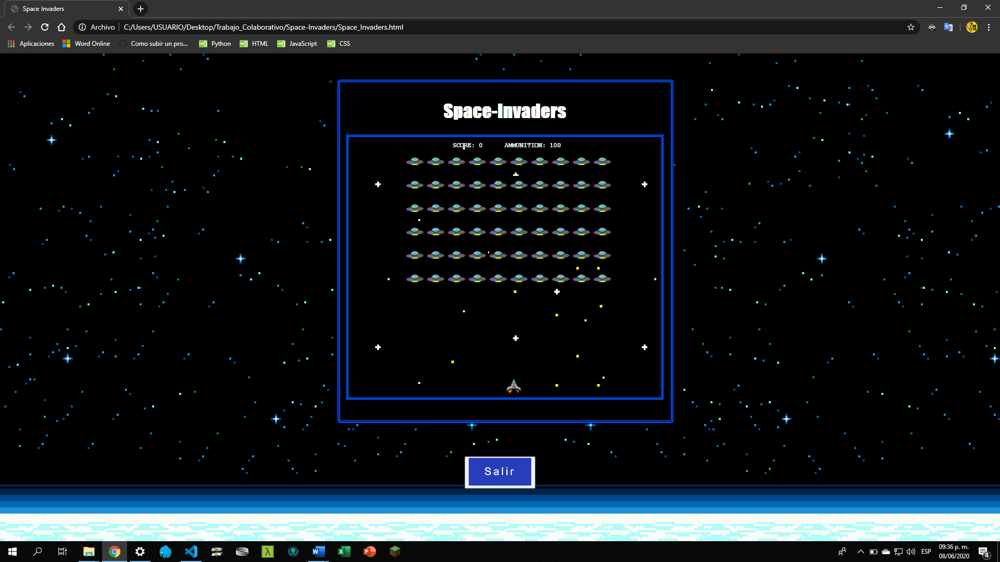 Space Invaders
Archivo C:/Users/USUARIO/Desktop/Trabajo_Colaborativo/Space-Invaders/Space_Invaders.html
Aplicaciones Word Online Como subir un pro... Python HTML JavaScript CSS
Space-Invaders
SCORE: 0 AMMUNITION: 100
Salir
ESP 09:36 p. m.
08/06/2020 4